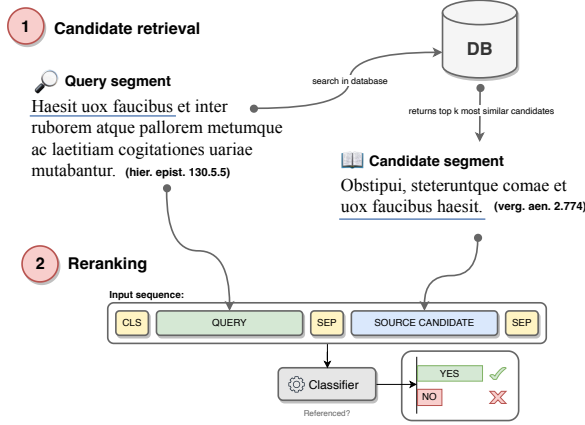 1 Candidate retrieval
DB
Query segment
search in database
Haesit uox faucibus et inter
ruborem atque pallorem metumque
ac laetitiam cogitationes uariae
mutabantur. (hier. epist. 130.5.5)
returns top k most similar candidates
Candidate segment
Obstipui, steteruntque comae et
uox faucibus haesit. (verg. aen. 2.774)
2 Reranking
Input sequence:
CLS QUERY SEP SOURCE CANDIDATE SEP
Classifier
Referenced?
YES
NO